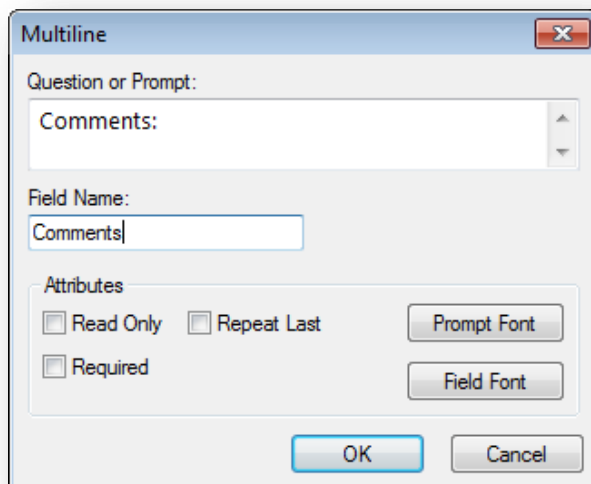 Multiline
Question or Prompt:
Comments:
Field Name:
Comments
Attributes
Read Only Repeat Last Prompt Font
Required Field Font
OK Cancel